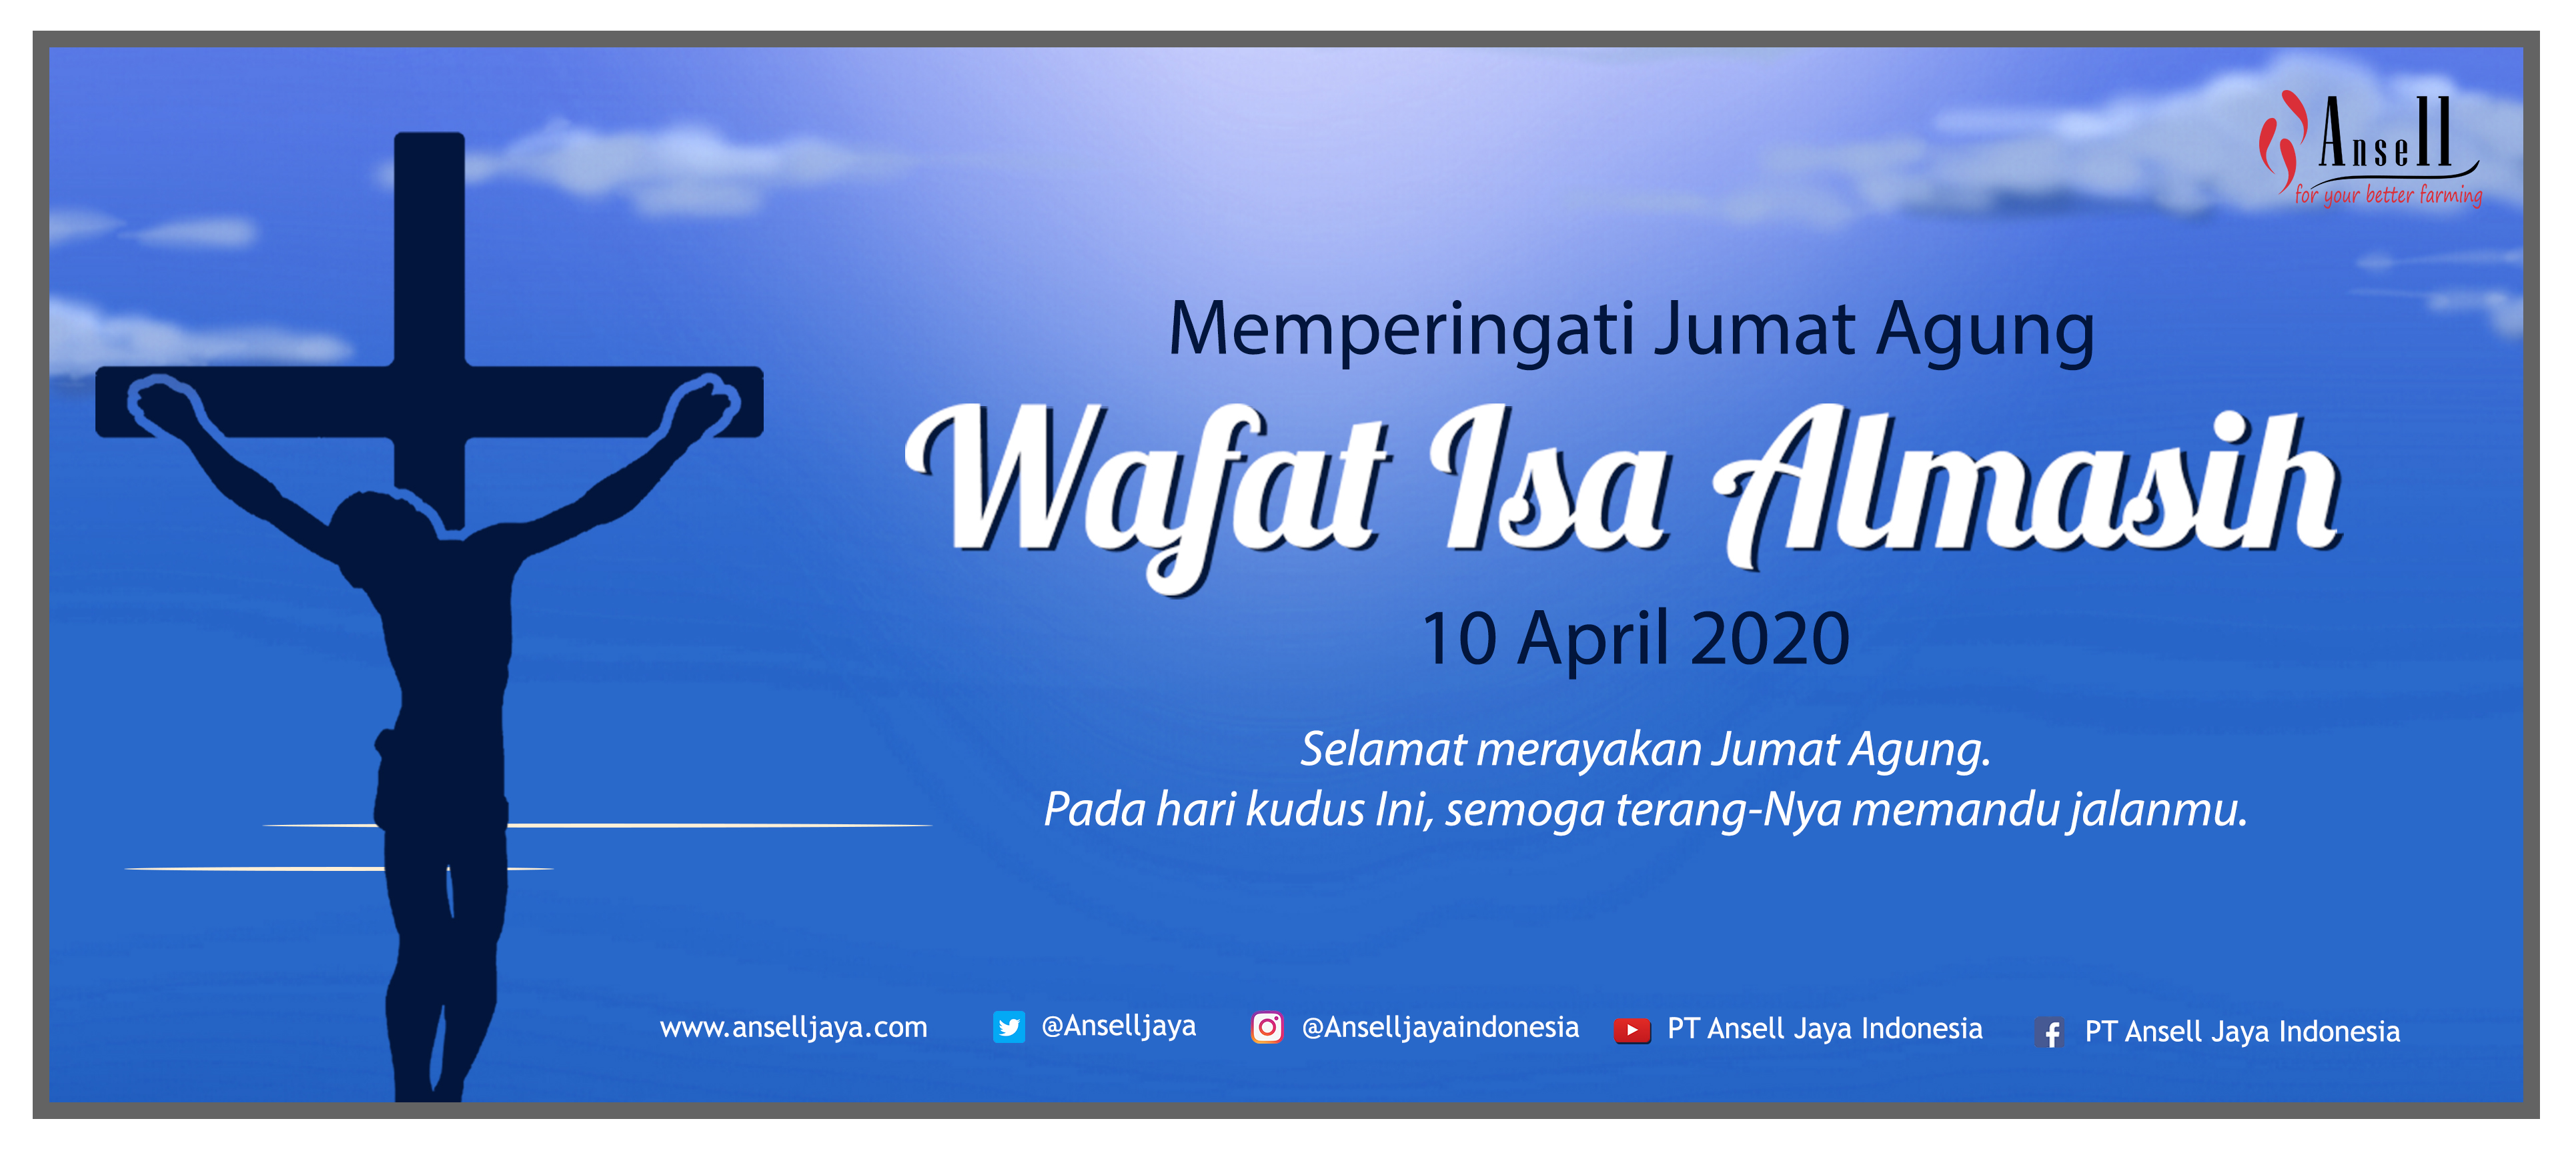 Ansell
for your better farming
Memperingati Jumat Agung
Wafat Isa Almasih
10 April 2020
Selamat merayakan Jumat Agung.
Pada hari kudus Ini, semoga terang-Nya memandu jalanmu.
www.anselljaya.com @Anselljaya @Anselljayaindonesia PT Ansell Jaya Indonesia PT Ansell Jaya Indonesia